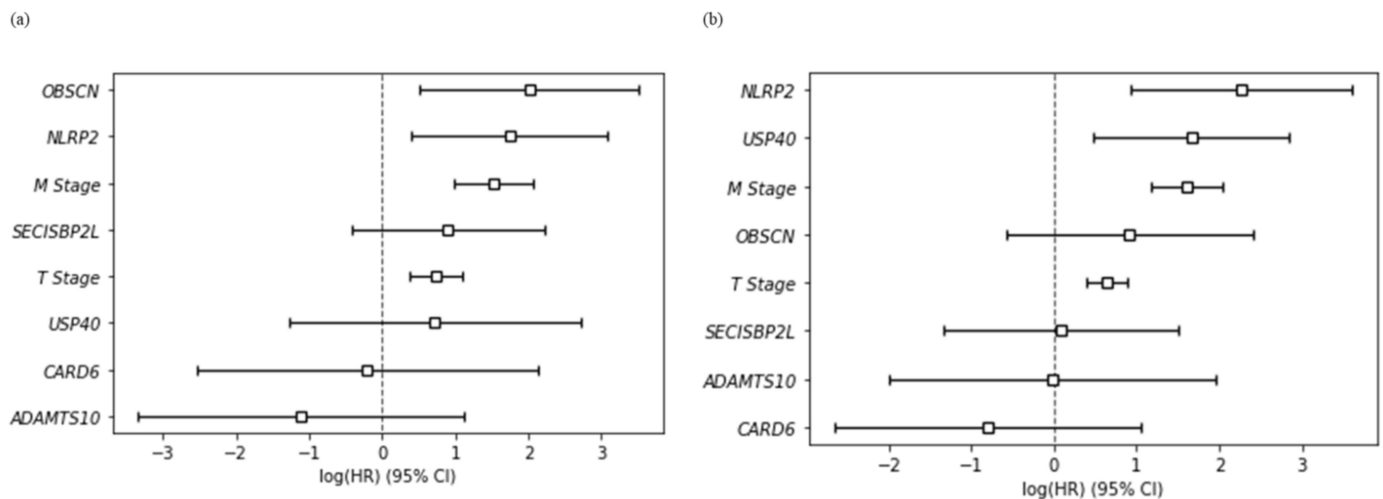 (a)
OBSCN
NLRP2
M Stage
SECISBP2L
T Stage
USP40
CARD6
ADAMTS10
−3 −2 −1 0 1 2 3
log(HR) (95% CI)
(b)
NLRP2
USP40
M Stage
OBSCN
T Stage
SECISBP2L
ADAMTS10
CARD6
−2 −1 0 1 2 3
log(HR) (95% CI)